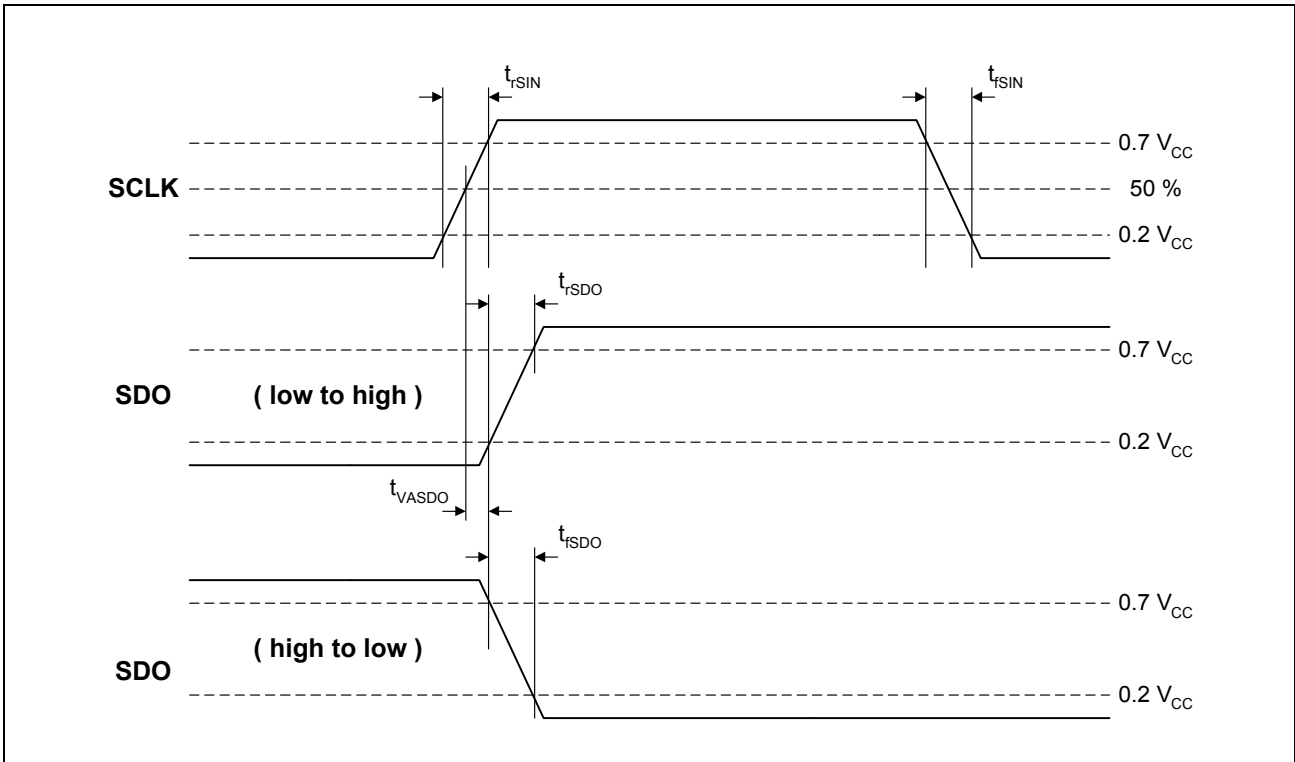 t_rSIN
t_fSIN
0.7 V_CC
SCLK
50 %
0.2 V_CC
t_rSDO
0.7 V_CC
SDO
( low to high )
0.2 V_CC
t_VASDO
t_fSDO
0.7 V_CC
( high to low )
SDO
0.2 V_CC